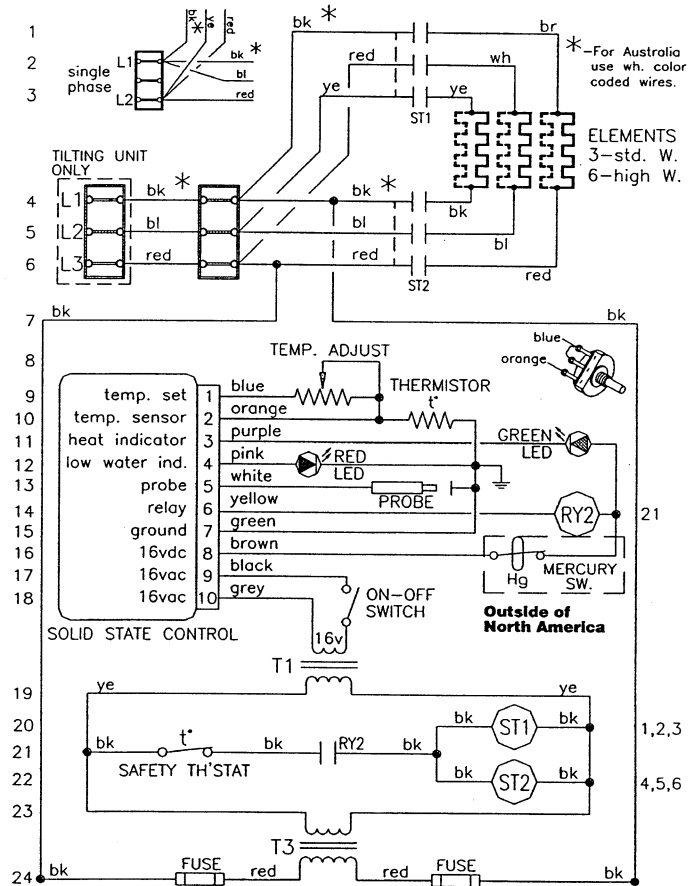 1
bk *
ye
red
bk *
br
* -For Australia
use wh. color
coded wires.
2
L1
bk *
red
wh
single
phase
bl
3
L2
red
ye
ye
ST1
ELEMENTS
3-std. W.
6-high W.
TILTING UNIT
ONLY
4
L1
bk *
bk *
bk
5
L2
bl
bl
bl
6
L3
red
red
red
ST2
7
bk
bk
8
TEMP. ADJUST
blue
orange
9
temp. set
1
blue
THERMISTOR
t°
10
temp. sensor
2
orange
11
heat indicator
3
purple
GREEN
LED
12
low water ind.
4
pink
RED
LED
13
probe
5
white
PROBE
14
relay
6
yellow
RY2
21
15
ground
7
green
16
16vdc
8
brown
Hg
MERCURY
SW.
17
16vac
9
black
18
16vac
10
grey
ON-OFF
SWITCH
Outside of
North America
SOLID STATE CONTROL
16v
T1
19
ye
ye
20
bk
ST1
bk
1,2,3
21
bk
t°
bk
RY2
bk
SAFETY TH'STAT
22
bk
ST2
bk
4,5,6
23
T3
24
bk
FUSE
red
red
FUSE
bk